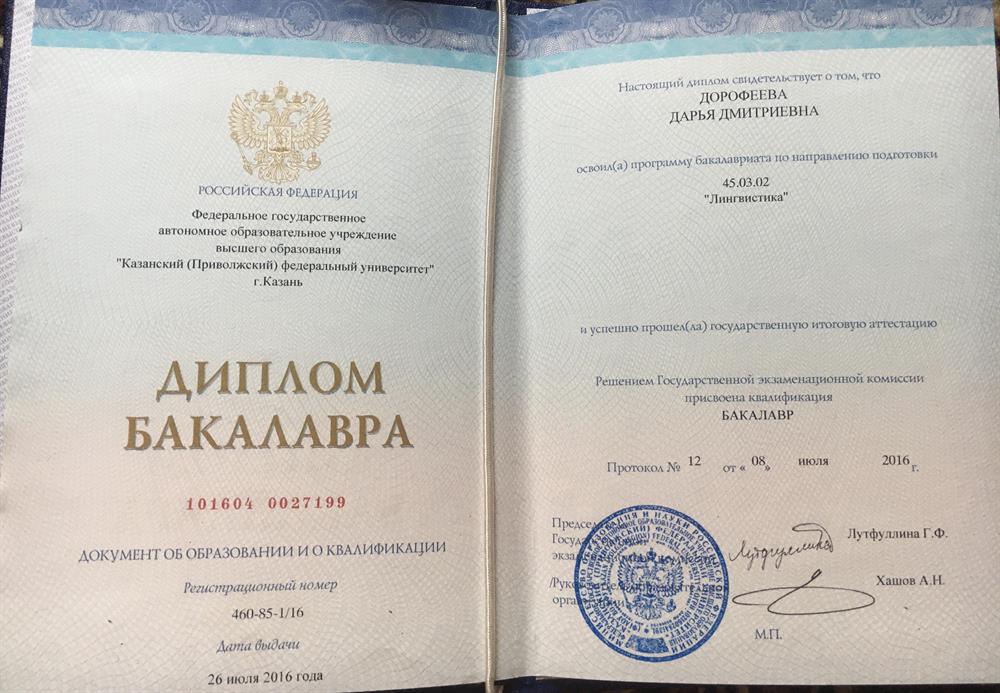 РОССИЙСКАЯ ФЕДЕРАЦИЯ
Федеральное государственное
автономное образовательное учреждение
высшего образования
"Казанский (Приволжский) федеральный университет"
г.Казань
ДИПЛОМ
БАКАЛАВРА
101604 0027199
ДОКУМЕНТ ОБ ОБРАЗОВАНИИ И О КВАЛИФИКАЦИИ
Регистрационный номер
460-85-1/16
Дата выдачи
26 июля 2016 года
Настоящий диплом свидетельствует о том, что
ДОРОФЕЕВА
ДАРЬЯ ДМИТРИЕВНА
освоил(а) программу бакалавриата по направлению подготовки
45.03.02
"Лингвистика"
и успешно прошел(ла) государственную итоговую аттестацию
Решением Государственной экзаменационной комиссии
присвоена квалификация
БАКАЛАВР
Протокол № 12 от « 08 » июля 2016 г.
Лутфуллина Г.Ф.
Хашов А.Н.
М.П.